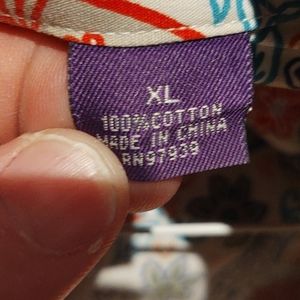 XL
100% COTTON
MADE IN CHINA
RN97939